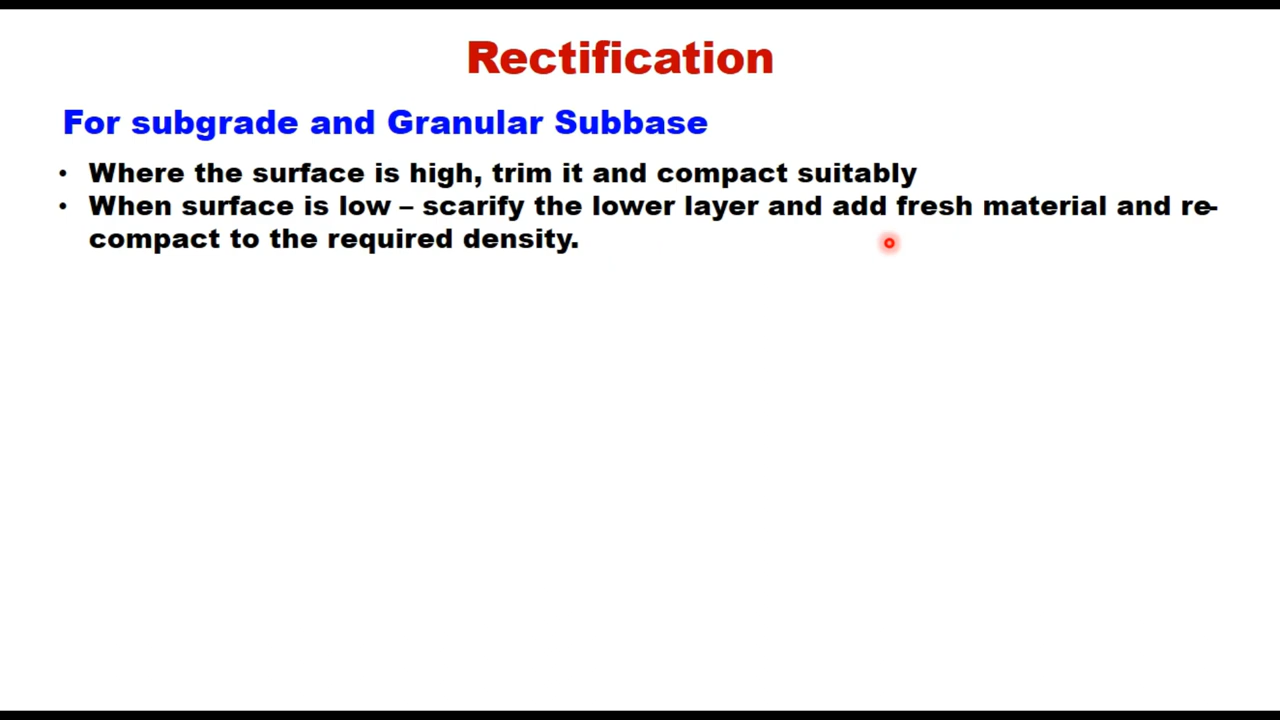 Rectification
For subgrade and Granular Subbase
• Where the surface is high, trim it and compact suitably
• When surface is low – scarify the lower layer and add fresh material and re-
compact to the required density.